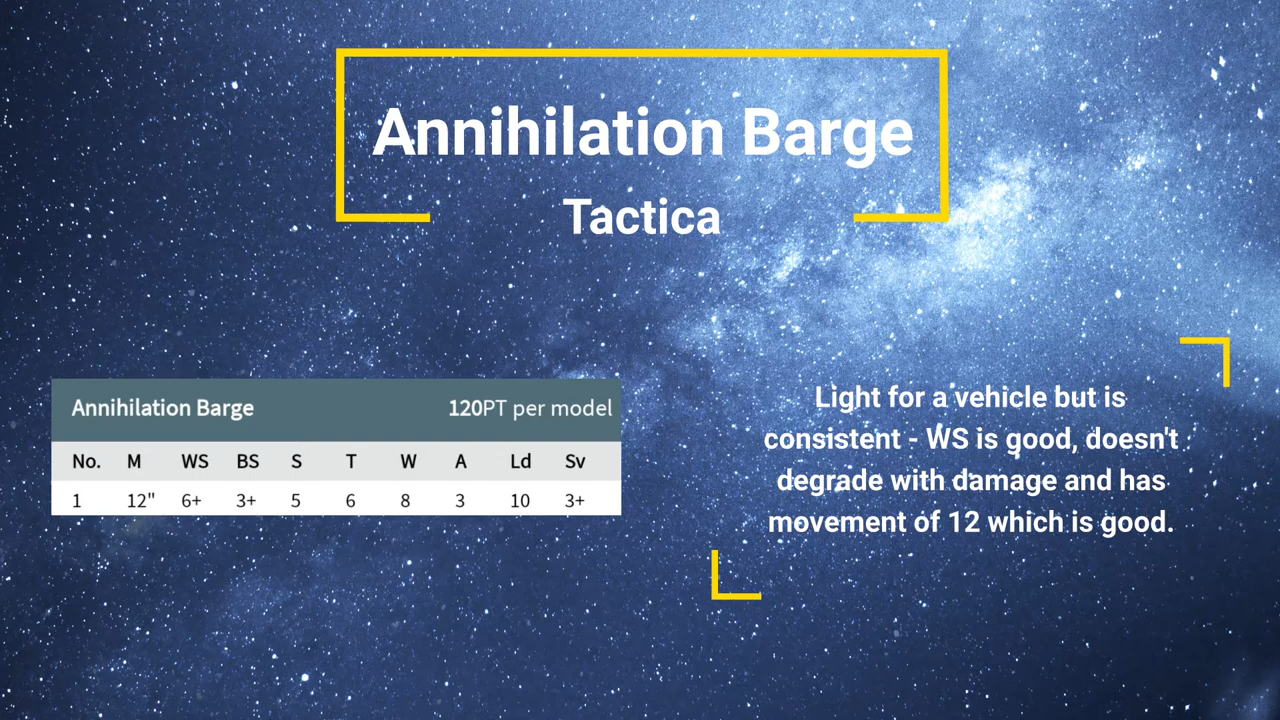 Annihilation Barge
Tactica
Annihilation Barge 120PT per model
No. M WS BS S T W A Ld Sv
1 12" 6+ 3+ 5 6 8 3 10 3+
Light for a vehicle but is
consistent - WS is good, doesn't
degrade with damage and has
movement of 12 which is good.